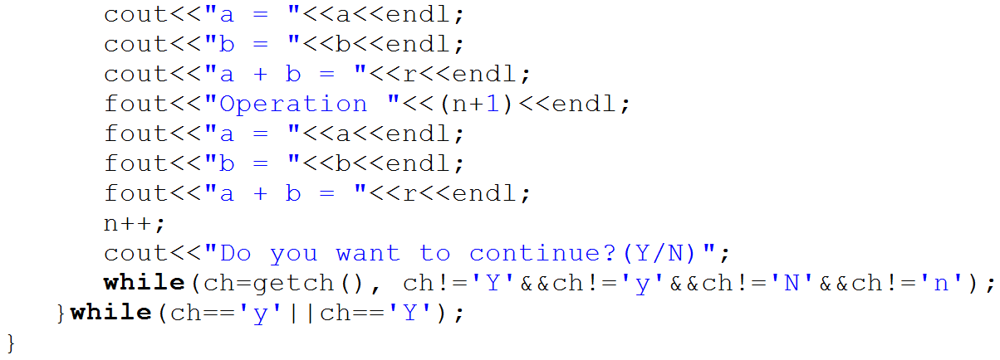 cout<<"a = "<<a<<endl;
cout<<"b = "<<b<<endl;
cout<<"a + b = "<<r<<endl;
fout<<"Operation "<<(n+1)<<endl;
fout<<"a = "<<a<<endl;
fout<<"b = "<<b<<endl;
fout<<"a + b = "<<r<<endl;
n++;
cout<<"Do you want to continue?(Y/N)";
while(ch=getch(), ch!='Y'&&ch!='y'&&ch!='N'&&ch!='n');
}while(ch=='y'||ch=='Y');
}